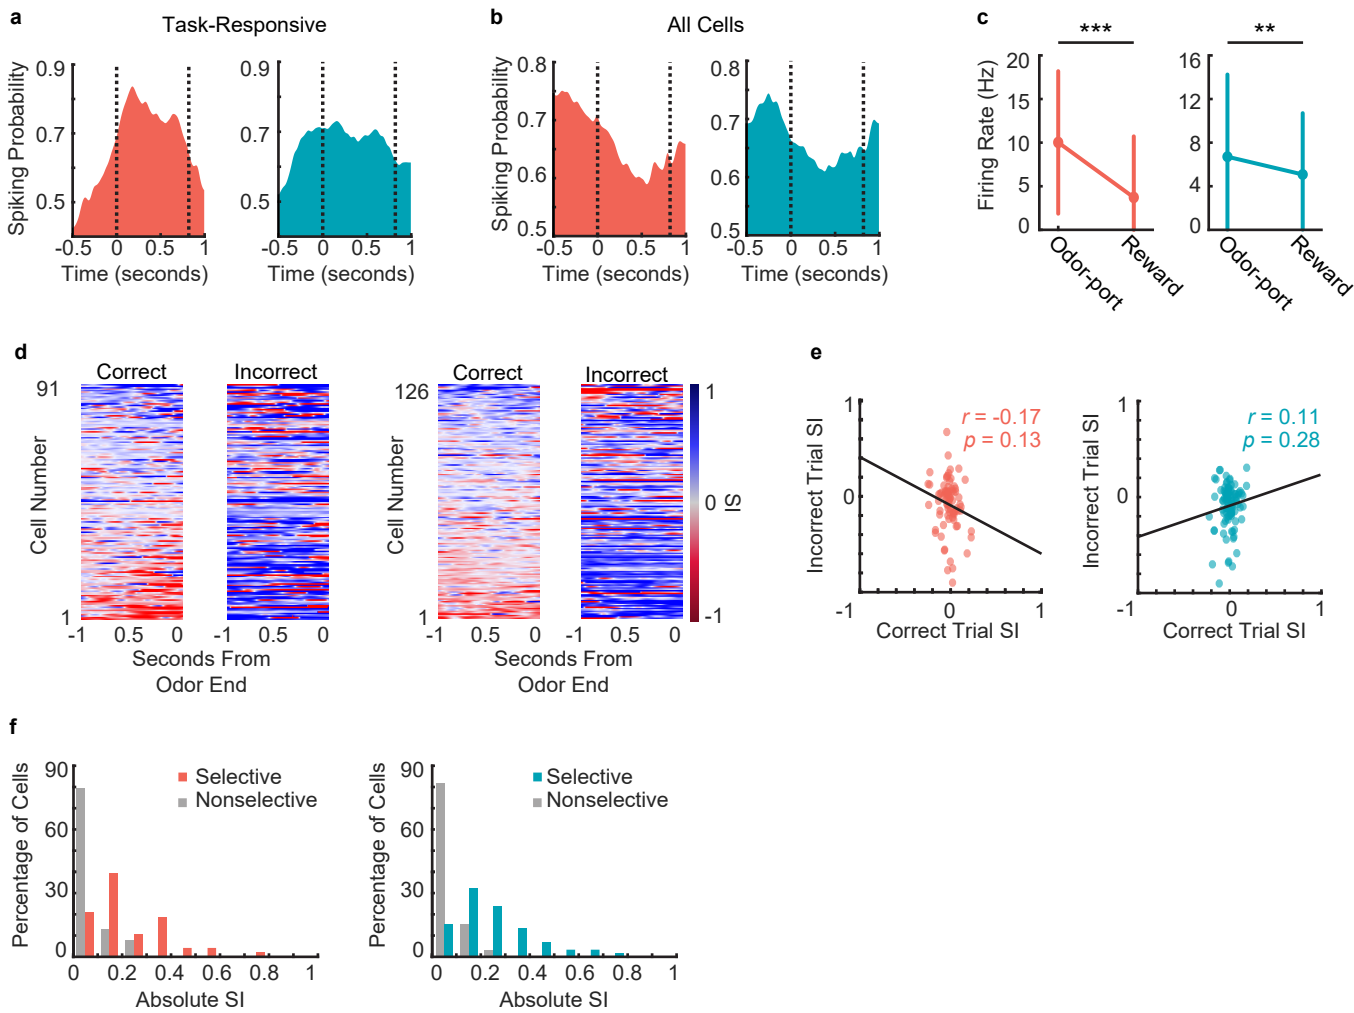 a
Task-Responsive
Spiking Probability
0.9
0.7
0.5
-0.5
0
0.5
1
Time (seconds)
0.9
0.7
0.5
-0.5
0
0.5
1
Time (seconds)
b
All Cells
Spiking Probability
0.8
0.7
0.6
0.5
-0.5
0
0.5
1
Time (seconds)
0.8
0.7
0.6
0.5
-0.5
0
0.5
1
Time (seconds)
c
***
Firing Rate (Hz)
20
15
10
5
0
Odor-port
Reward
**
16
12
8
4
0
Odor-port
Reward
d
Correct
Incorrect
91
Cell Number
1
-1
0.5
0
-1
0.5
0
Seconds From
Odor End
Correct
Incorrect
126
Cell Number
1
-1
0.5
0
-1
0.5
0
Seconds From
Odor End
1
0
-1
SI
e
Incorrect Trial SI
1
0
-1
0
1
r = -0.17
p = 0.13
Correct Trial SI
Incorrect Trial SI
1
0
-1
0
1
r = 0.11
p = 0.28
Correct Trial SI
f
Percentage of Cells
90
60
30
0
Selective
Nonselective
0
0.2
0.4
0.6
0.8
1
Absolute SI
Percentage of Cells
90
60
30
0
Selective
Nonselective
0
0.2
0.4
0.6
0.8
1
Absolute SI